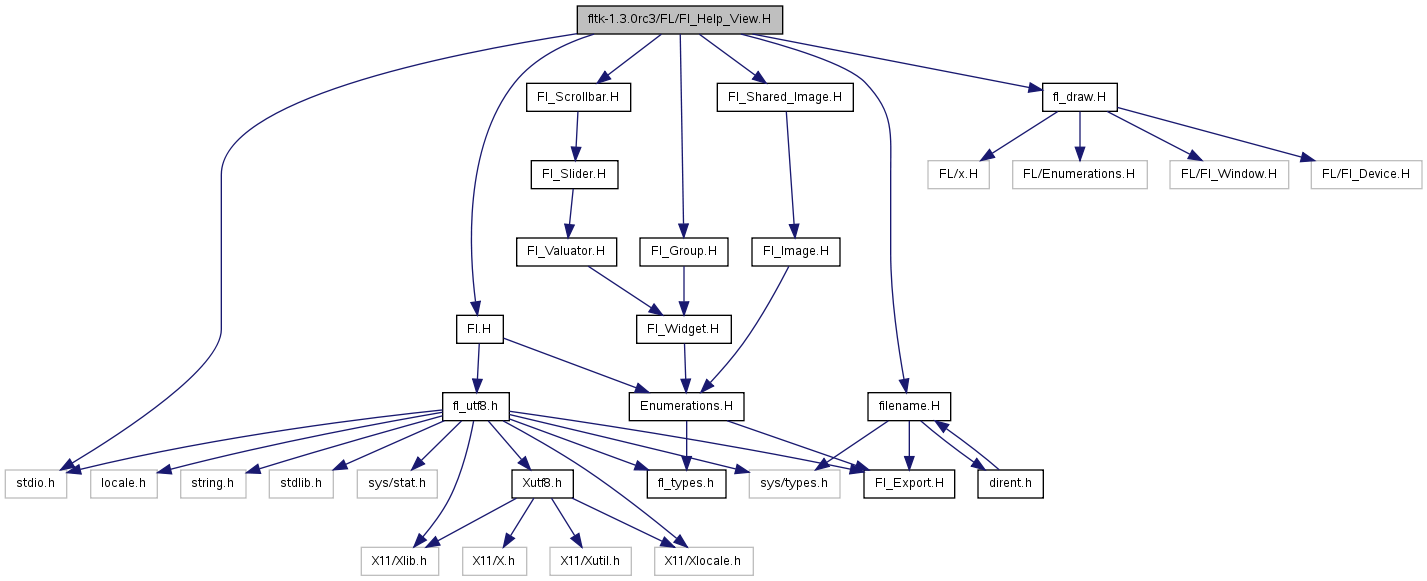 fltk-1.3.0rc3/FL/Fl_Help_View.H
Fl_Scrollbar.H
Fl_Shared_Image.H
fl_draw.H
Fl_Slider.H
FL/x.H
FL/Enumerations.H
FL/Fl_Window.H
FL/Fl_Device.H
Fl_Valuator.H
Fl_Group.H
Fl_Image.H
Fl.H
Fl_Widget.H
fl_utf8.h
Enumerations.H
filename.H
stdio.h
locale.h
string.h
stdlib.h
sys/stat.h
Xutf8.h
fl_types.h
sys/types.h
Fl_Export.H
dirent.h
X11/Xlib.h
X11/X.h
X11/Xutil.h
X11/Xlocale.h